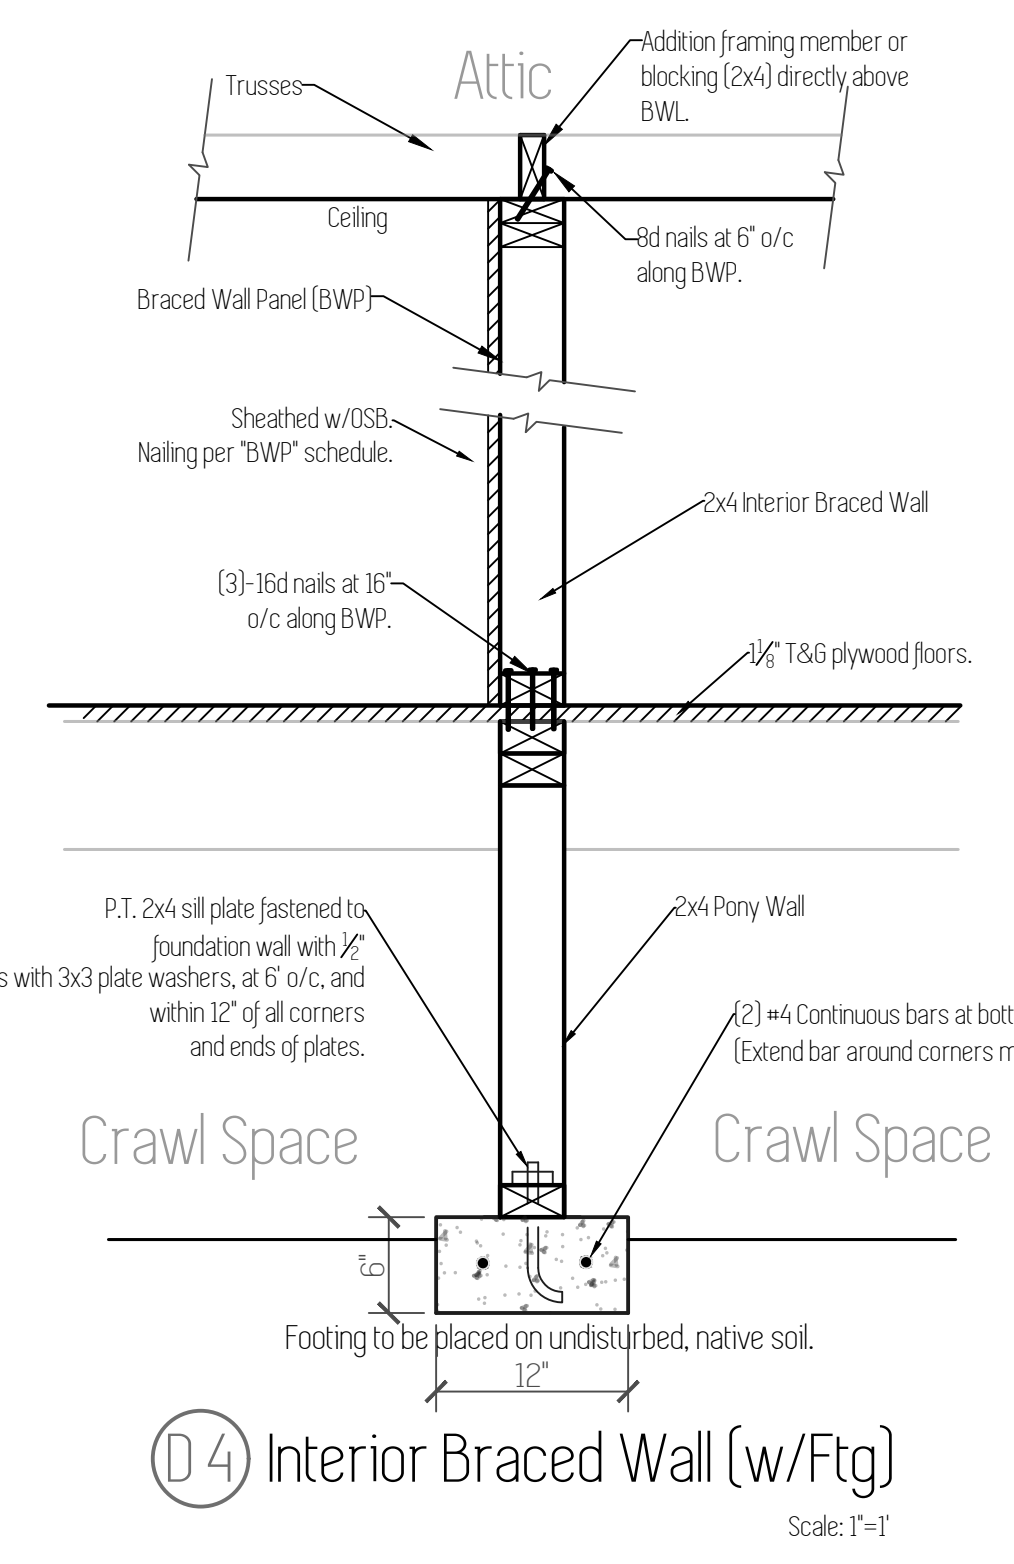 Attic
Addition framing member or
blocking (2x4) directly above
BWL.
Trusses
Ceiling
8d nails at 6" o/c
along BWP.
Braced Wall Panel (BWP)
Sheathed w/OSB.
Nailing per "BWP" schedule.
2x4 Interior Braced Wall
(3)-16d nails at 16"
o/c along BWP.
1 1/8" T&G plywood floors.
P.T. 2x4 sill plate fastened to
foundation wall with 1/2"
s with 3x3 plate washers, at 6' o/c, and
within 12" of all corners
and ends of plates.
2x4 Pony Wall
(2) #4 Continuous bars at bott
(Extend bar around corners m
Crawl Space
Crawl Space
6"
Footing to be placed on undisturbed, native soil.
12"
D 4 Interior Braced Wall (w/Ftg)
Scale: 1"=1'